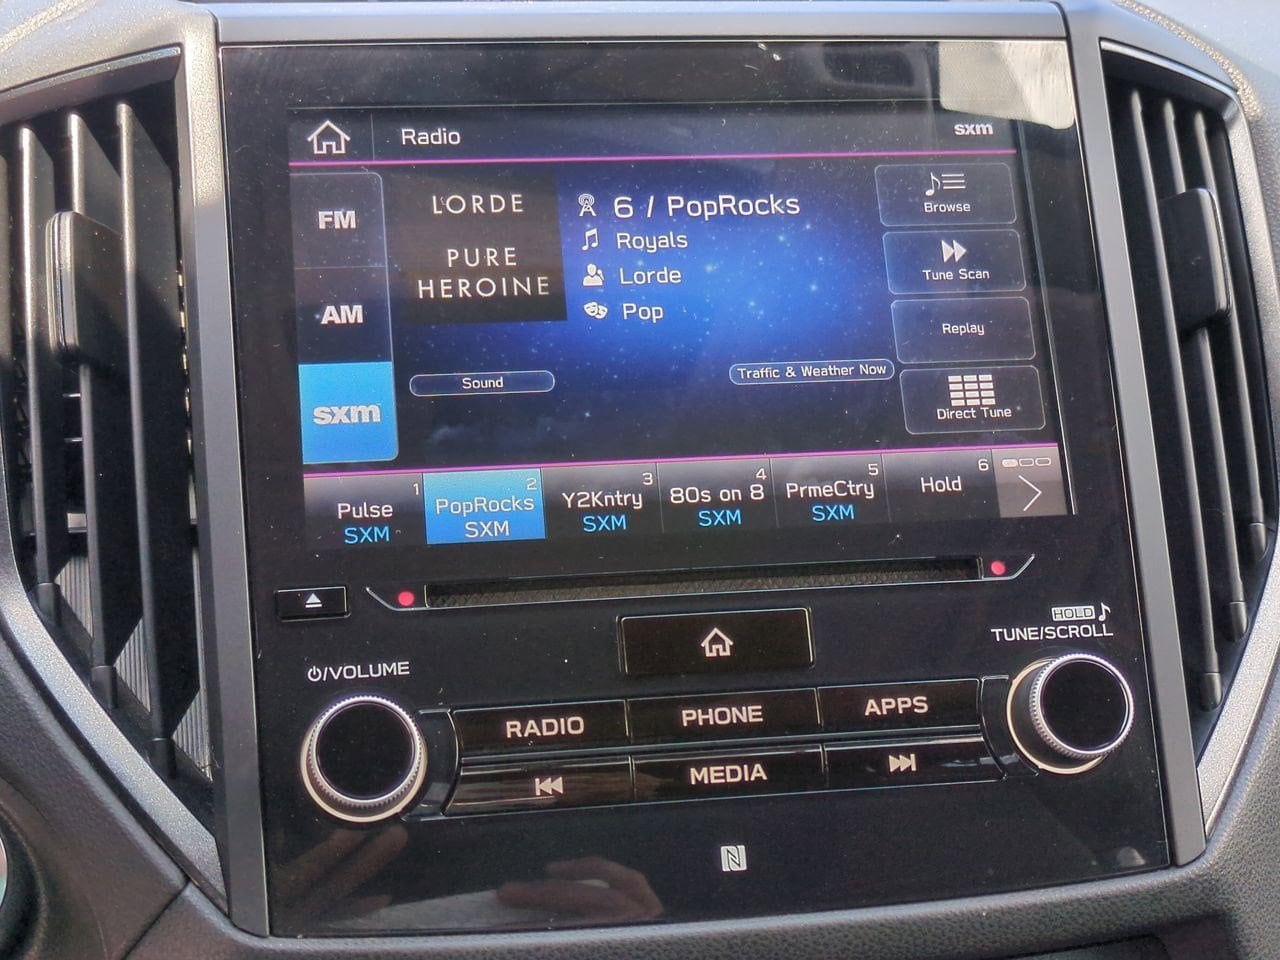 Radio
sxm
FM
AM
sxm
LORDE
PURE
HEROINE
6 / PopRocks
Royals
Lorde
Pop
Browse
Tune Scan
Replay
Direct Tune
Sound
Traffic & Weather Now
1
Pulse
SXM
2
PopRocks
SXM
3
Y2Kntry
SXM
4
80s on 8
SXM
5
PrmeCtry
SXM
6
Hold
/VOLUME
HOLD
TUNE/SCROLL
RADIO
PHONE
APPS
MEDIA
N